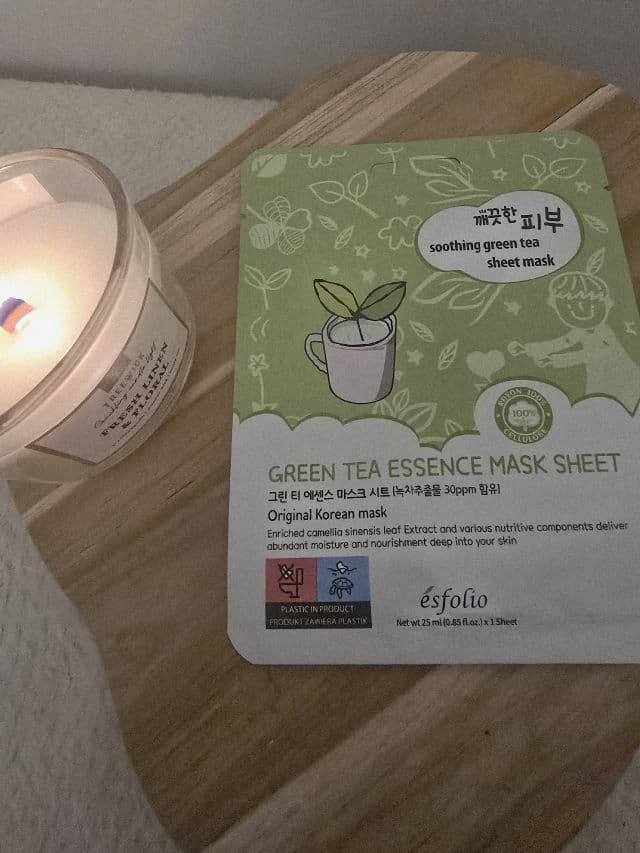 TREEWICK
FRESH LINEN
& FLORAL
깨끗한 피부
soothing green tea
sheet mask
RAYON 100%
100%
CELLULOSE
GREEN TEA ESSENCE MASK SHEET
그린 티 에센스 마스크 시트 [녹차추출물 30ppm 함유]
Original Korean mask
Enriched camellia sinensis leaf Extract and various nutritive components deliver
abundant moisture and nourishment deep into your skin
PLASTIC IN PRODUCT
PRODUKT ZAWIERA PLASTIK
ésfolio
Net wt 25 ml (0.85 fl.oz.) x 1 Sheet